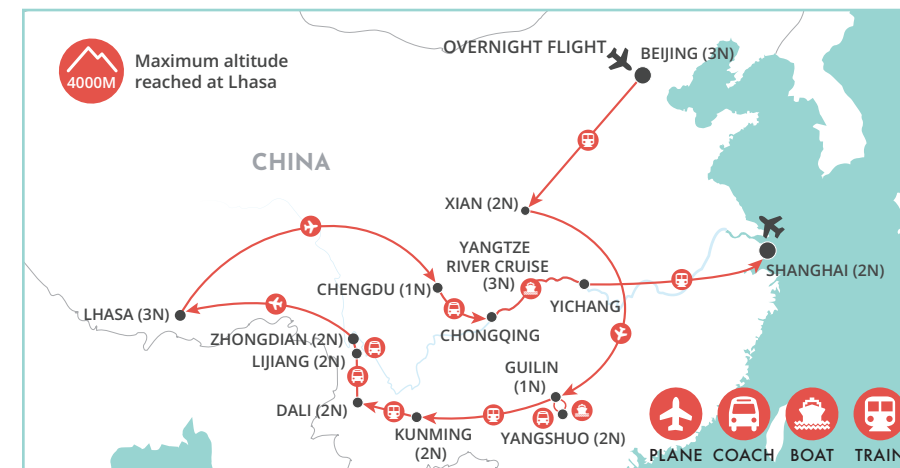 4000M
Maximum altitude
reached at Lhasa
OVERNIGHT FLIGHT
BEIJING (3N)
CHINA
XIAN (2N)
YANGTZE
RIVER CRUISE
(3N)
SHANGHAI (2N)
CHENGDU (1N)
YICHANG
LHASA (3N)
CHONGQING
ZHONGDIAN (2N)
LIJIANG (2N)
GUILIN
(1N)
DALI (2N)
KUNMING
(2N)
YANGSHUO (2N)
PLANE COACH BOAT TRAIN